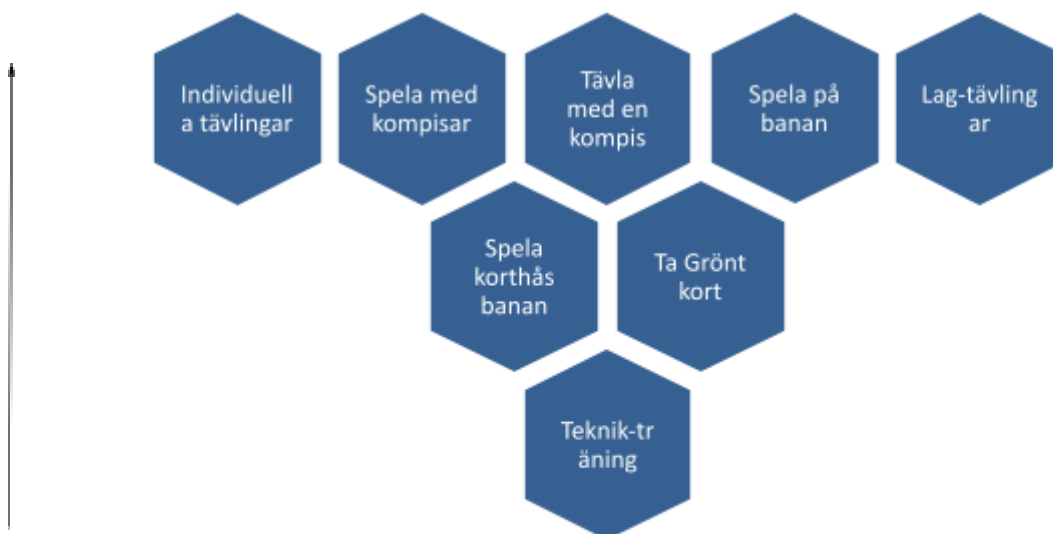 Individuell
a tävlingar
Spela med
kompisar
Tävla
med en
kompis
Spela på
banan
Lag-tävling
ar
Spela
korthås
banan
Ta Grönt
kort
Teknik-tr
äning